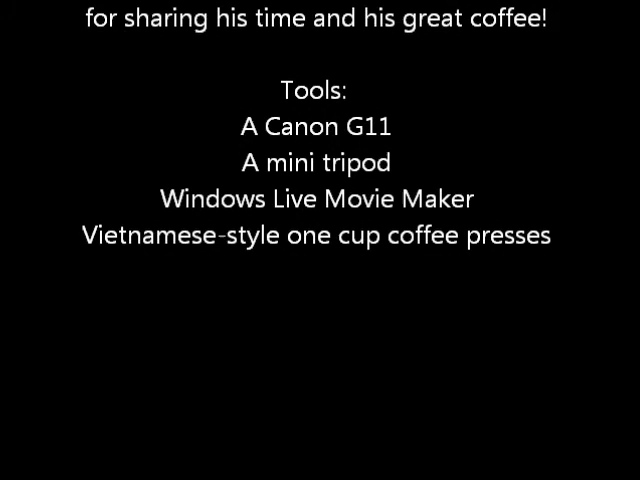 for sharing his time and his great coffee!
Tools:
A Canon G11
A mini tripod
Windows Live Movie Maker
Vietnamese-style one cup coffee presses